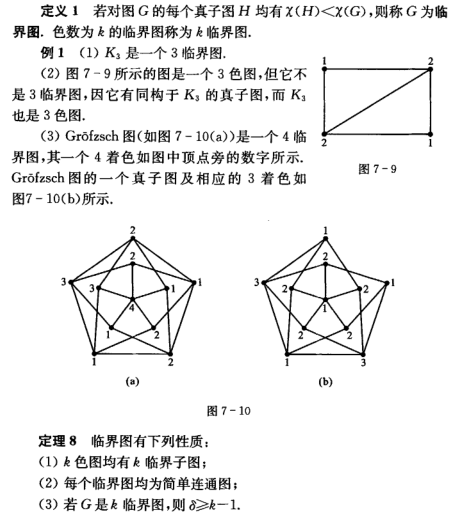 定义 1 若对图 G 的每个真子图 H 均有 χ(H)<χ(G),则称 G 为临
界图. 色数为 k 的临界图称为 k 临界图.
例 1 (1) K₃ 是一个 3 临界图.
(2) 图 7-9 所示的图是一个 3 色图,但它不
是 3 临界图,因它有同构于 K₃ 的真子图,而 K₃
也是 3 色图.
(3) Gröfzsch 图(如图 7-10(a))是一个 4 临
界图,其一个 4 着色如图中顶点旁的数字所示.
Gröfzsch 图的一个真子图及相应的 3 着色如
图7-10(b)所示.
1 2
2 1
图 7-9
2
2
3 3 1 1
4
1 2
1 2
(a)
1
2
2 2 2 1
1
2 2
1 3
(b)
图 7-10
定理 8 临界图有下列性质:
(1) k 色图均有 k 临界子图;
(2) 每个临界图均为简单连通图;
(3) 若 G 是 k 临界图,则 δ≥k-1.